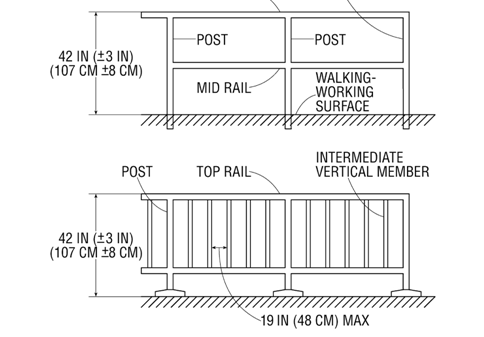 POST
POST
42 IN (±3 IN)
(107 CM ±8 CM)
MID RAIL
WALKING-
WORKING
SURFACE
POST
TOP RAIL
INTERMEDIATE
VERTICAL MEMBER
42 IN (±3 IN)
(107 CM ±8 CM)
19 IN (48 CM) MAX